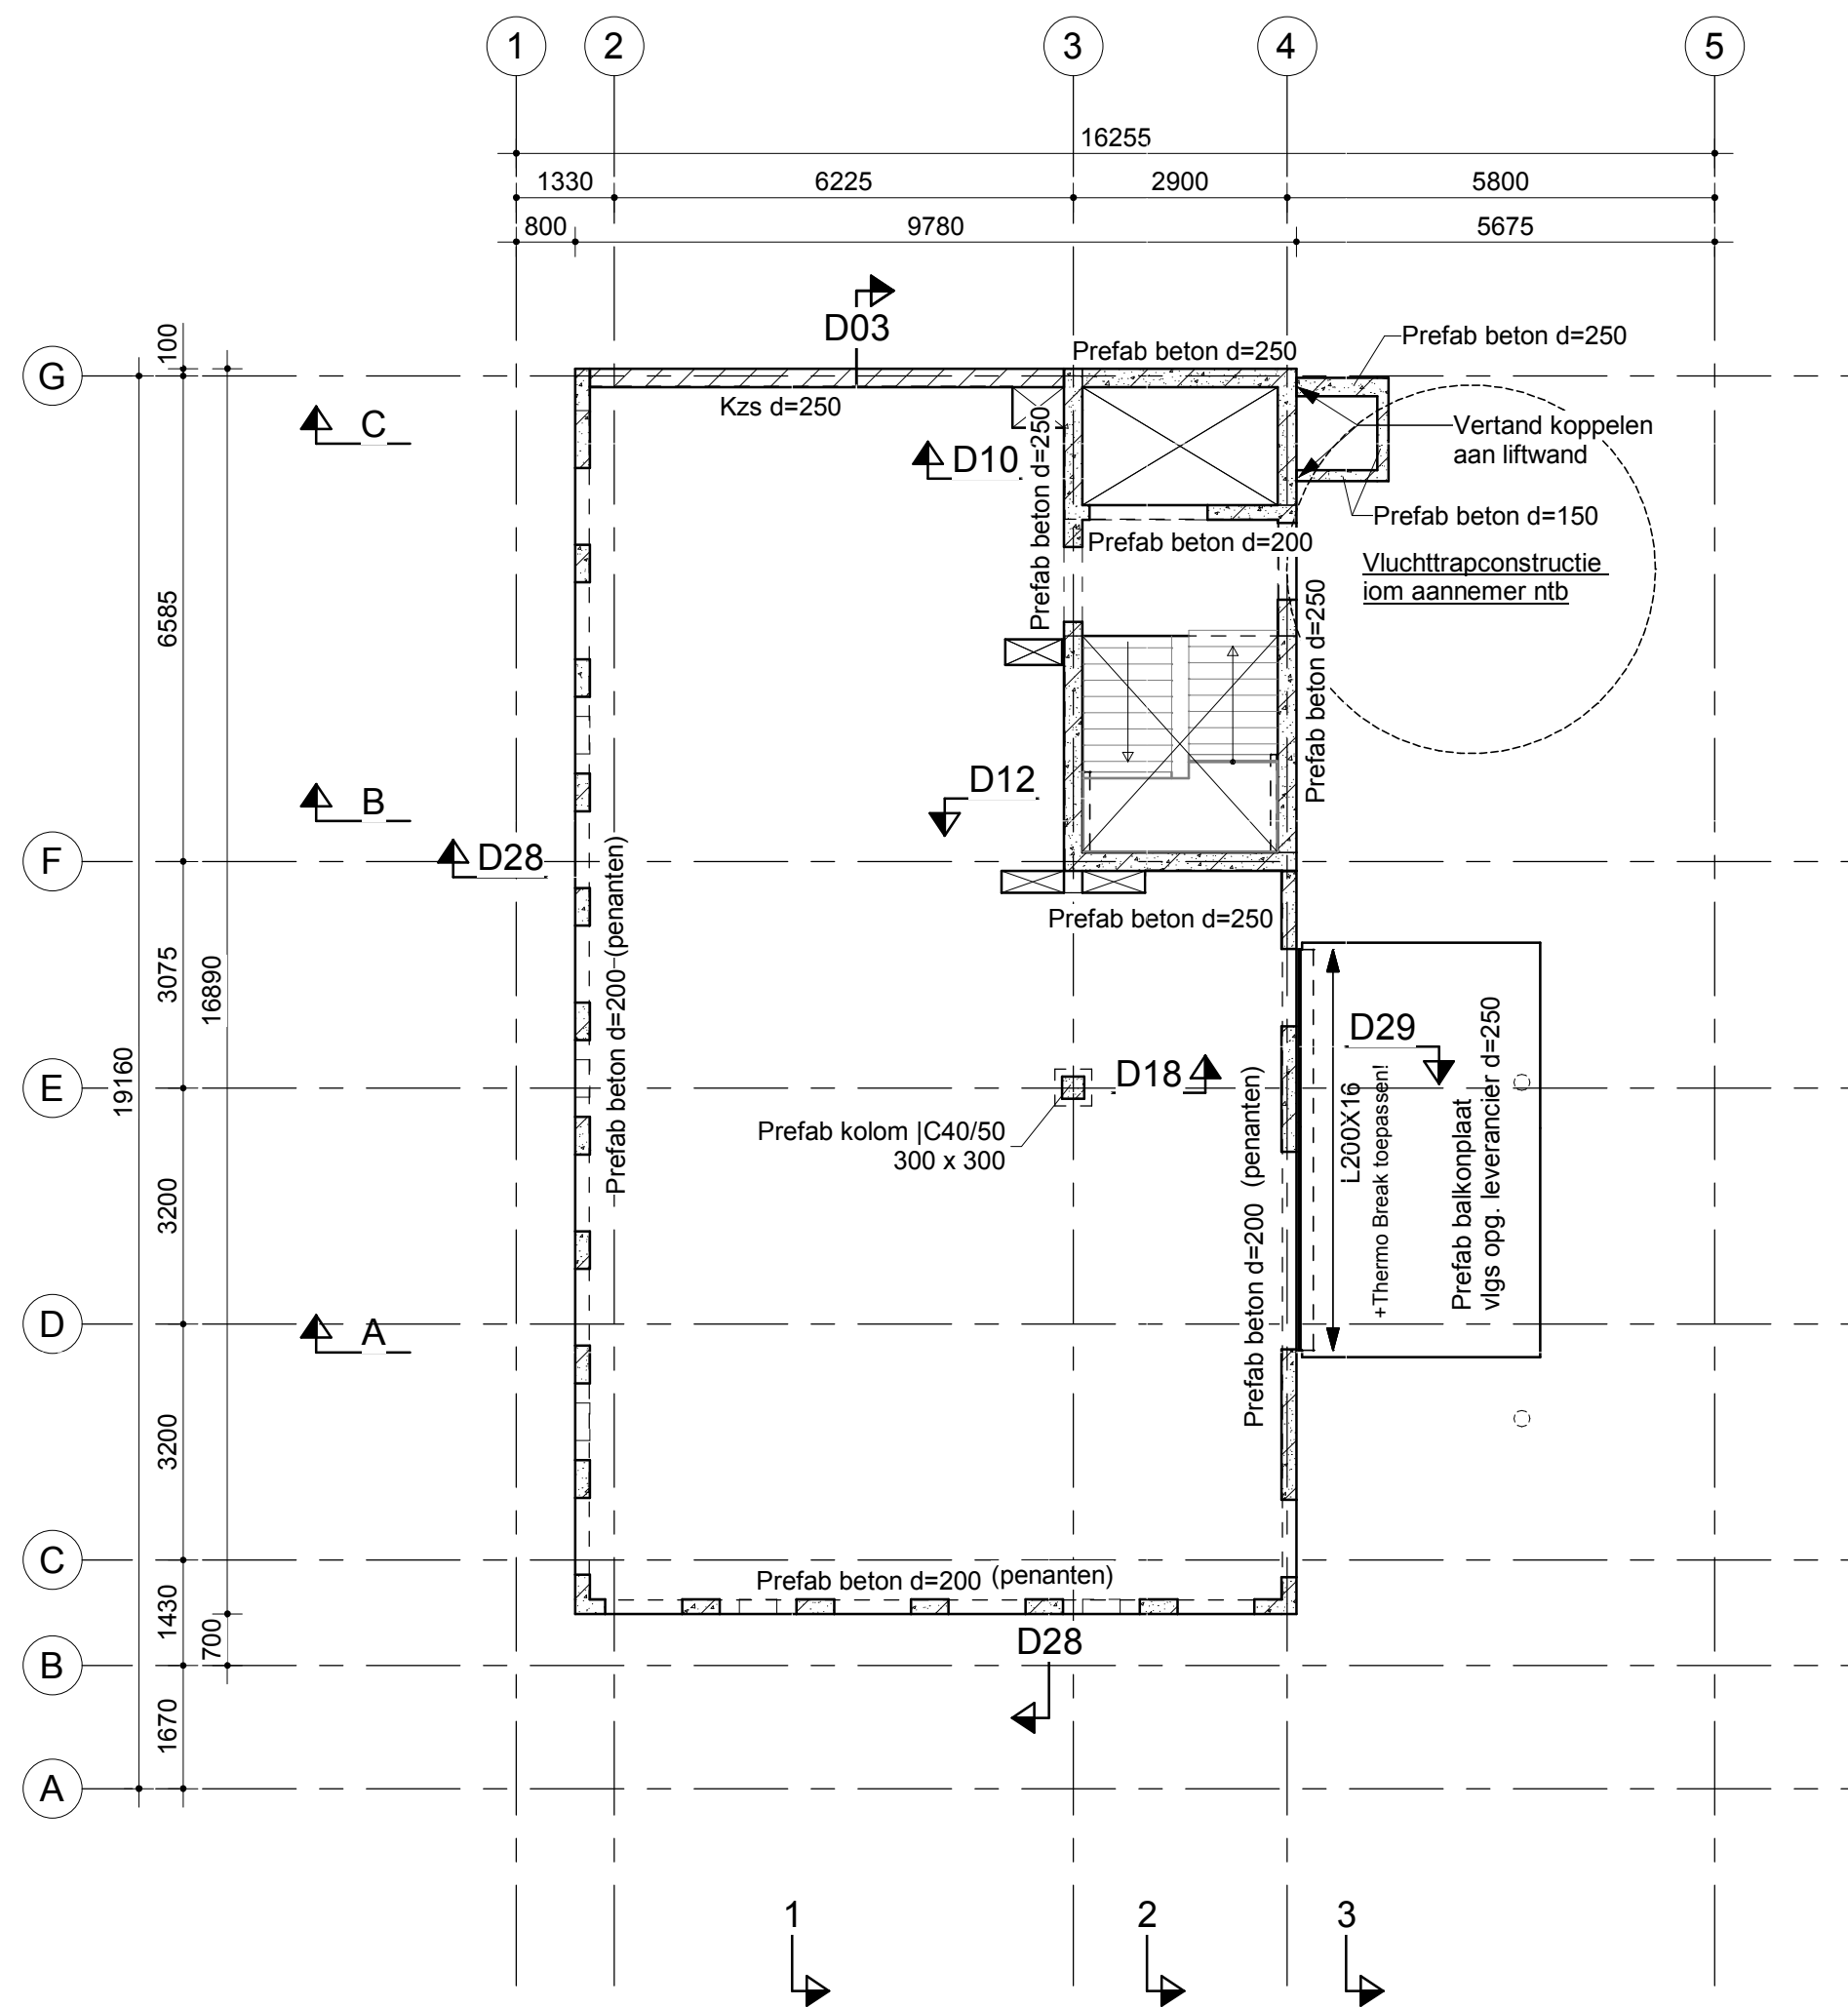 1
2
3
4
5
16255
1330
6225
2900
5800
800
9780
5675
D03
Prefab beton d=250
Prefab beton d=250
100
G
C
Kzs d=250
D10
Prefab beton d=250
Vertand koppelen
aan liftwand
Prefab beton d=150
Prefab beton d=200
Vluchttrapconstructie
iom aannemer ntb
6585
Prefab beton d=250
B
D12
F
D28
Prefab beton d=200 (penanten)
Prefab beton d=250
3075
16890
19160
E
D18
D29
L200X16
+Thermo Break toepassen!
Prefab balkonplaat
vlgs opg. leverancier d=250
Prefab kolom |C40/50
300 x 300
Prefab beton d=200 (penanten)
3200
D
A
3200
C
Prefab beton d=200 (penanten)
1430
700
D28
B
1670
A
1
2
3